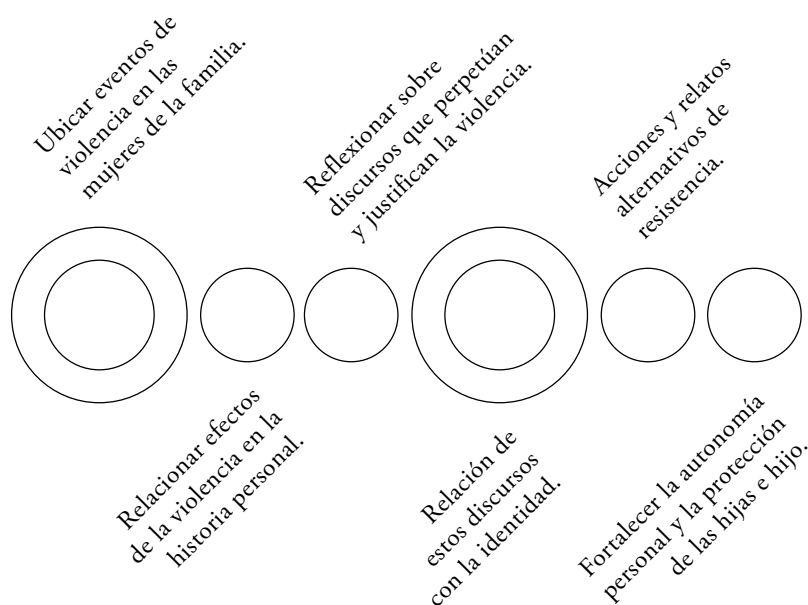 Ubicar eventos de
violencia en las
mujeres de la familia.
Relacionar efectos
de la violencia en la
historia personal.
Reflexionar sobre
discursos que perpetúan
y justifican la violencia.
Relación de
estos discursos
con la identidad.
Acciones y relatos
alternativos de
resistencia.
Fortalecer la autonomía
personal y la protección
de las hijas e hijo.